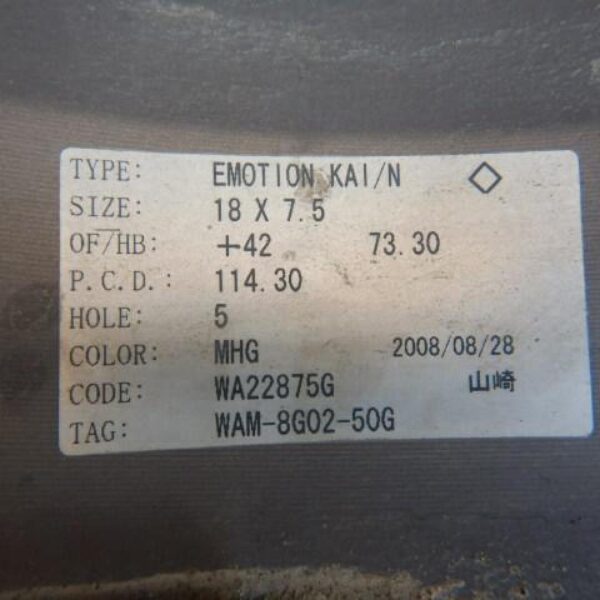 TYPE: EMOTION KAI/N ◇
SIZE: 18 X 7.5
OF/HB: +42 73.30
P.C.D.: 114.30
HOLE: 5
COLOR: MHG 2008/08/28
CODE: WA22875G 山崎
TAG: WAM-8G02-50G